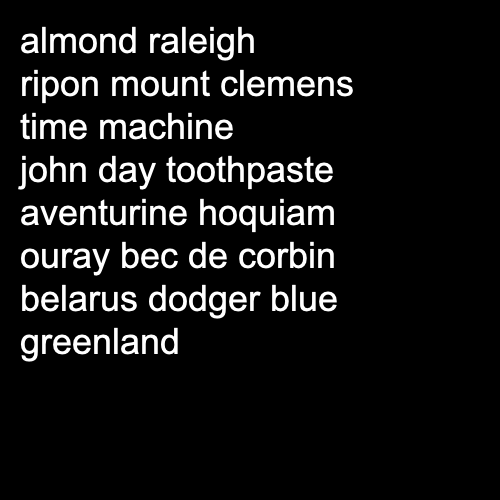 almond raleigh
ripon mount clemens
time machine
john day toothpaste
aventurine hoquiam
ouray bec de corbin
belarus dodger blue
greenland